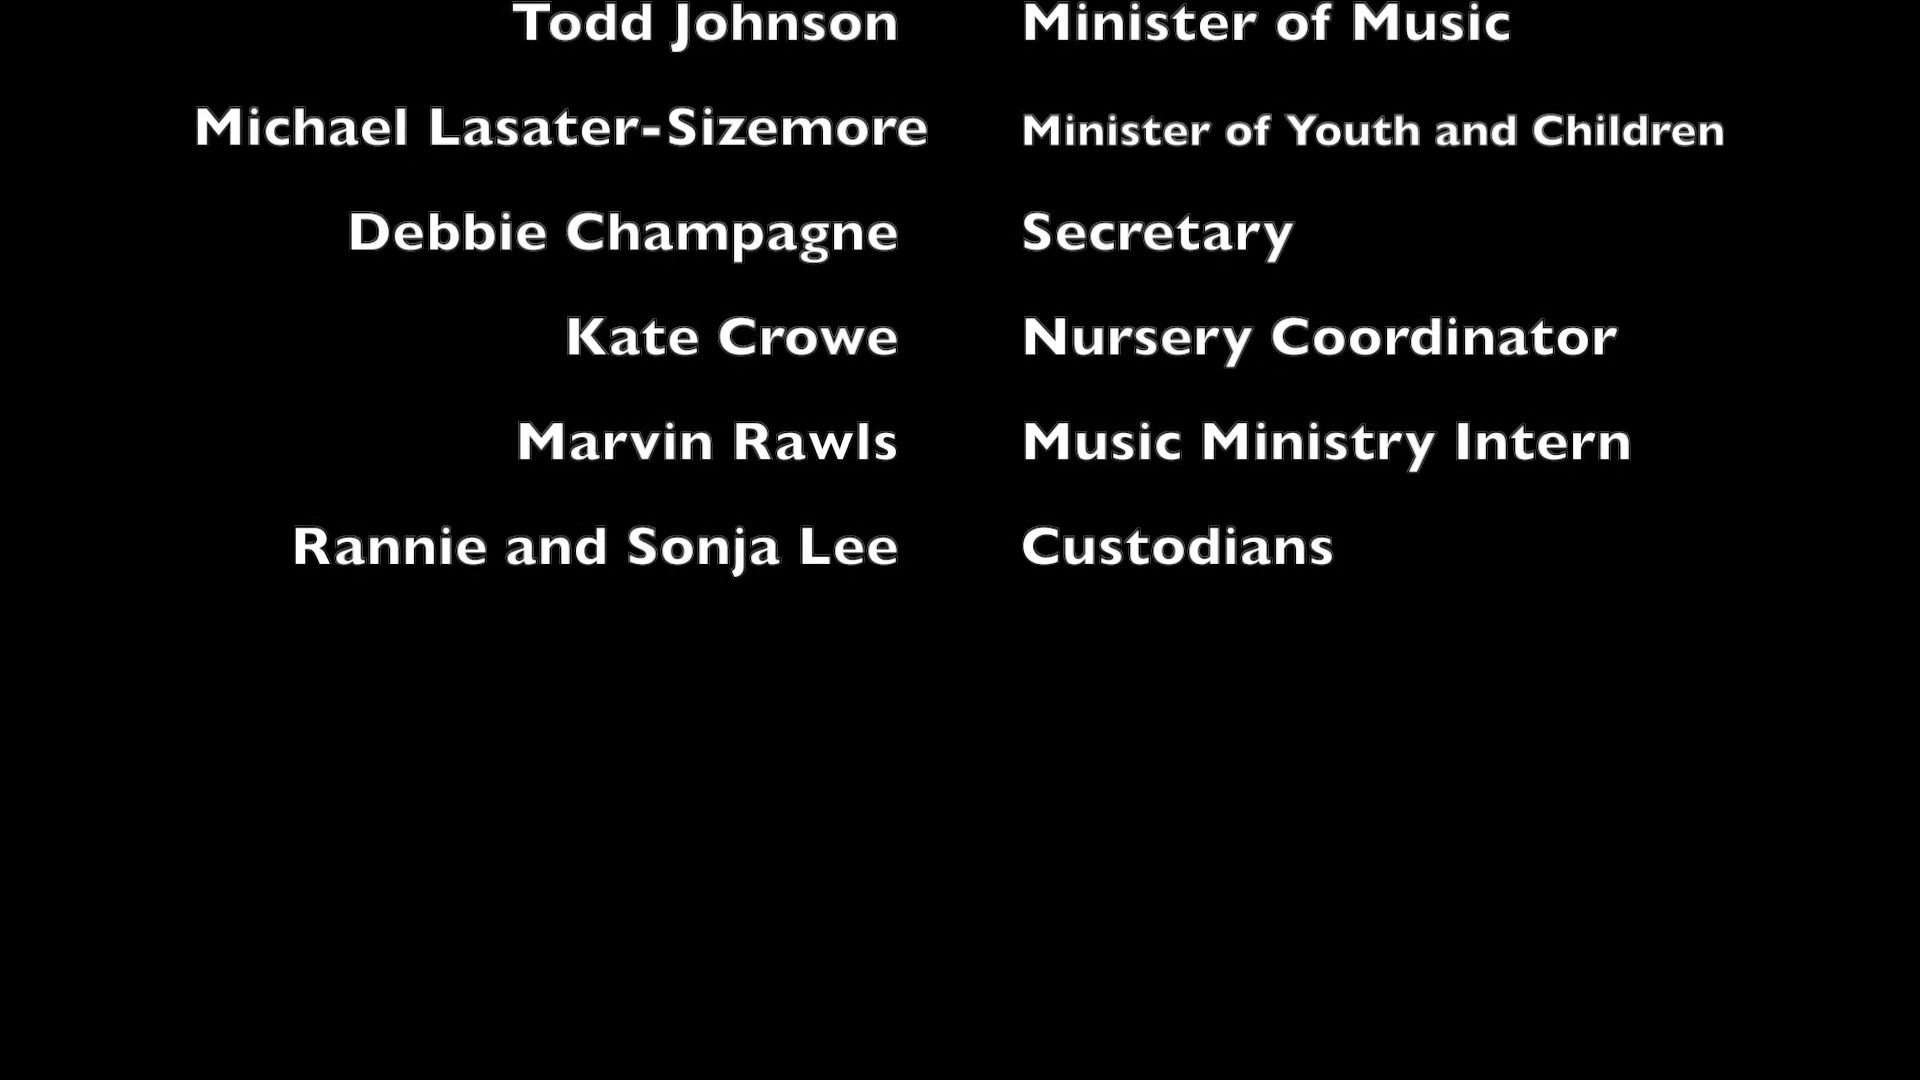 Todd Johnson Minister of Music
Michael Lasater-Sizemore Minister of Youth and Children
Debbie Champagne Secretary
Kate Crowe Nursery Coordinator
Marvin Rawls Music Ministry Intern
Rannie and Sonja Lee Custodians